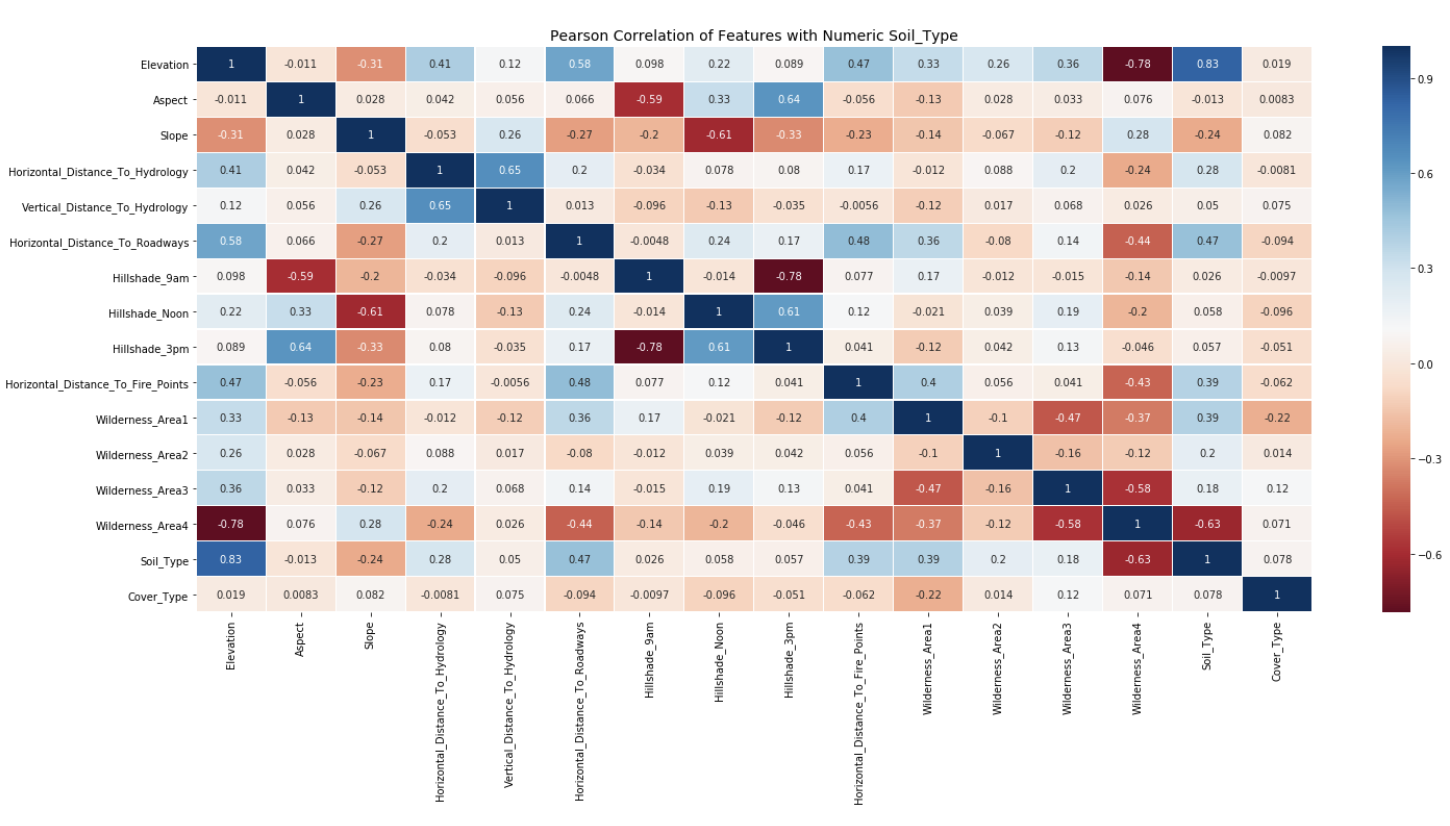 Pearson Correlation of Features with Numeric Soil_Type
Elevation 1 -0.011 -0.31 0.41 0.12 0.58 0.098 0.22 0.089 0.47 0.33 0.26 0.36 -0.78 0.83 0.019
Aspect -0.011 1 0.028 0.042 0.056 0.066 -0.59 0.33 0.64 -0.056 -0.13 0.028 0.033 0.076 -0.013 0.0083
Slope -0.31 0.028 1 -0.053 0.26 -0.27 -0.2 -0.61 -0.33 -0.23 -0.14 -0.067 -0.12 0.28 -0.24 0.082
Horizontal_Distance_To_Hydrology 0.41 0.042 -0.053 1 0.65 0.2 -0.034 0.078 0.08 0.17 -0.012 0.088 0.2 -0.24 0.28 -0.0081
Vertical_Distance_To_Hydrology 0.12 0.056 0.26 0.65 1 0.013 -0.096 -0.13 -0.035 -0.0056 -0.12 0.017 0.068 0.026 0.05 0.075
Horizontal_Distance_To_Roadways 0.58 0.066 -0.27 0.2 0.013 1 -0.0048 0.24 0.17 0.48 0.36 -0.08 0.14 -0.44 0.47 -0.094
Hillshade_9am 0.098 -0.59 -0.2 -0.034 -0.096 -0.0048 1 -0.014 -0.78 0.077 0.17 -0.012 -0.015 -0.14 0.026 -0.0097
Hillshade_Noon 0.22 0.33 -0.61 0.078 -0.13 0.24 -0.014 1 0.61 0.12 -0.021 0.039 0.19 -0.2 0.058 -0.096
Hillshade_3pm 0.089 0.64 -0.33 0.08 -0.035 0.17 -0.78 0.61 1 0.041 -0.12 0.042 0.13 -0.046 0.057 -0.051
Horizontal_Distance_To_Fire_Points 0.47 -0.056 -0.23 0.17 -0.0056 0.48 0.077 0.12 0.041 1 0.4 0.056 0.041 -0.43 0.39 -0.062
Wilderness_Area1 0.33 -0.13 -0.14 -0.012 -0.12 0.36 0.17 -0.021 -0.12 0.4 1 -0.1 -0.47 -0.37 0.39 -0.22
Wilderness_Area2 0.26 0.028 -0.067 0.088 0.017 -0.08 -0.012 0.039 0.042 0.056 -0.1 1 -0.16 -0.12 0.2 0.014
Wilderness_Area3 0.36 0.033 -0.12 0.2 0.068 0.14 -0.015 0.19 0.13 0.041 -0.47 -0.16 1 -0.58 0.18 0.12
Wilderness_Area4 -0.78 0.076 0.28 -0.24 0.026 -0.44 -0.14 -0.2 -0.046 -0.43 -0.37 -0.12 -0.58 1 -0.63 0.071
Soil_Type 0.83 -0.013 -0.24 0.28 0.05 0.47 0.026 0.058 0.057 0.39 0.39 0.2 0.18 -0.63 1 0.078
Cover_Type 0.019 0.0083 0.082 -0.0081 0.075 -0.094 -0.0097 -0.096 -0.051 -0.062 -0.22 0.014 0.12 0.071 0.078 1
Elevation
Aspect
Slope
Horizontal_Distance_To_Hydrology
Vertical_Distance_To_Hydrology
Horizontal_Distance_To_Roadways
Hillshade_9am
Hillshade_Noon
Hillshade_3pm
Horizontal_Distance_To_Fire_Points
Wilderness_Area1
Wilderness_Area2
Wilderness_Area3
Wilderness_Area4
Soil_Type
Cover_Type
0.9
0.6
0.3
0.0
−0.3
−0.6